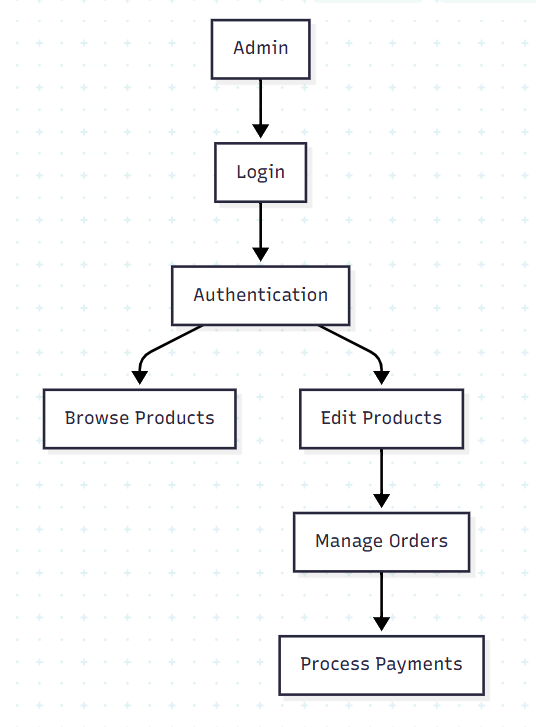 Admin
Login
Authentication
Browse Products
Edit Products
Manage Orders
Process Payments